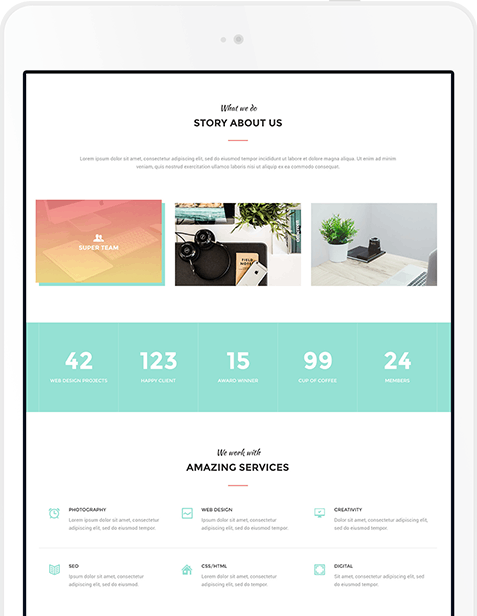 What we do
STORY ABOUT US
Lorem ipsum dolor sit amet, consectetur adipiscing elit, sed do eiusmod tempor incididunt ut labore et dolore magna aliqua. Ut enim ad minim
veniam, quis nostrud exercitation ullamco laboris nisi ut aliquip ex ea commodo consequat.
SUPER TEAM
FIELD
NOTES
42
123
15
99
24
WEB DESIGN PROJECTS
HAPPY CLIENT
AWARD WINNER
CUP OF COFFEE
MEMBERS
We work with
AMAZING SERVICES
PHOTOGRAPHY
Lorem ipsum dolor sit amet, consectetur
adipiscing elit, sed do eiusmod tempor.
WEB DESIGN
Lorem ipsum dolor sit amet, consectetur
adipiscing elit, sed do eiusmod tempor.
CREATIVITY
Dolor sit amet, consectetur adipiscing elit,
sed do eiusmod tempor.
SEO
Ipsum dolor sit amet, consectetur
adipiscing elit, sed do eiusmod.
CSS/HTML
Lorem ipsum dolor sit amet, consectetur
adipiscing elit, sed do eiusmod tempor.
DIGITAL
Sit amet, consectetur adipiscing elit, sed do
eiusmod tempor.